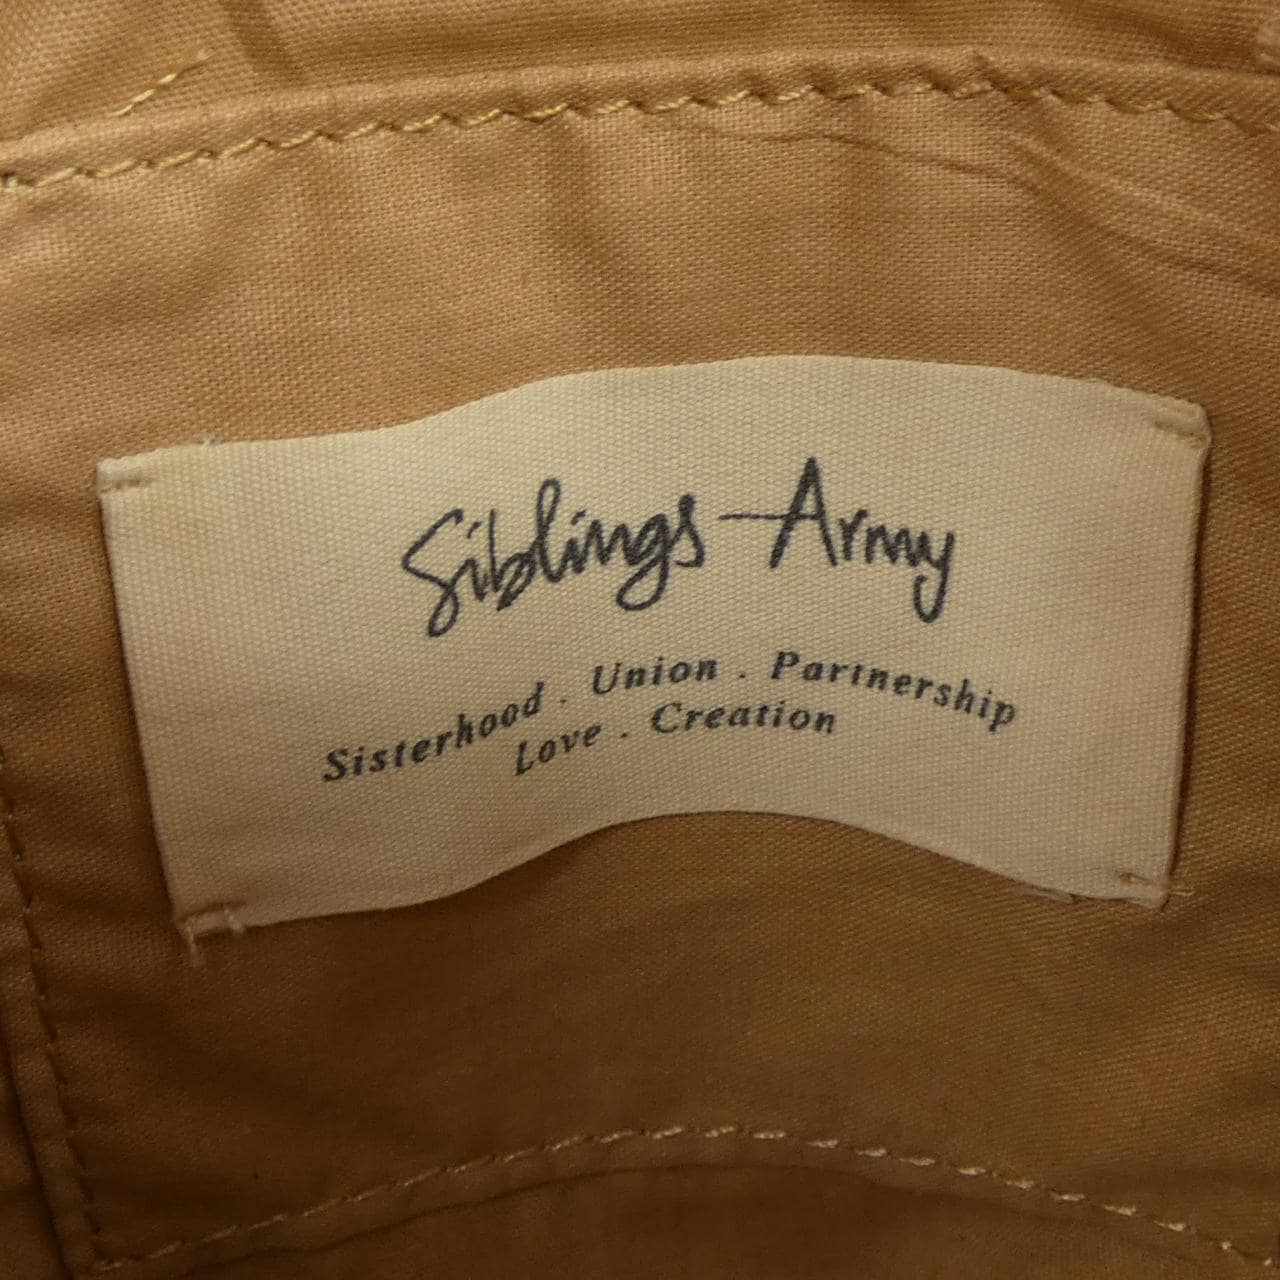 Siblings Army
Sisterhood . Union . Partnership
Love . Creation